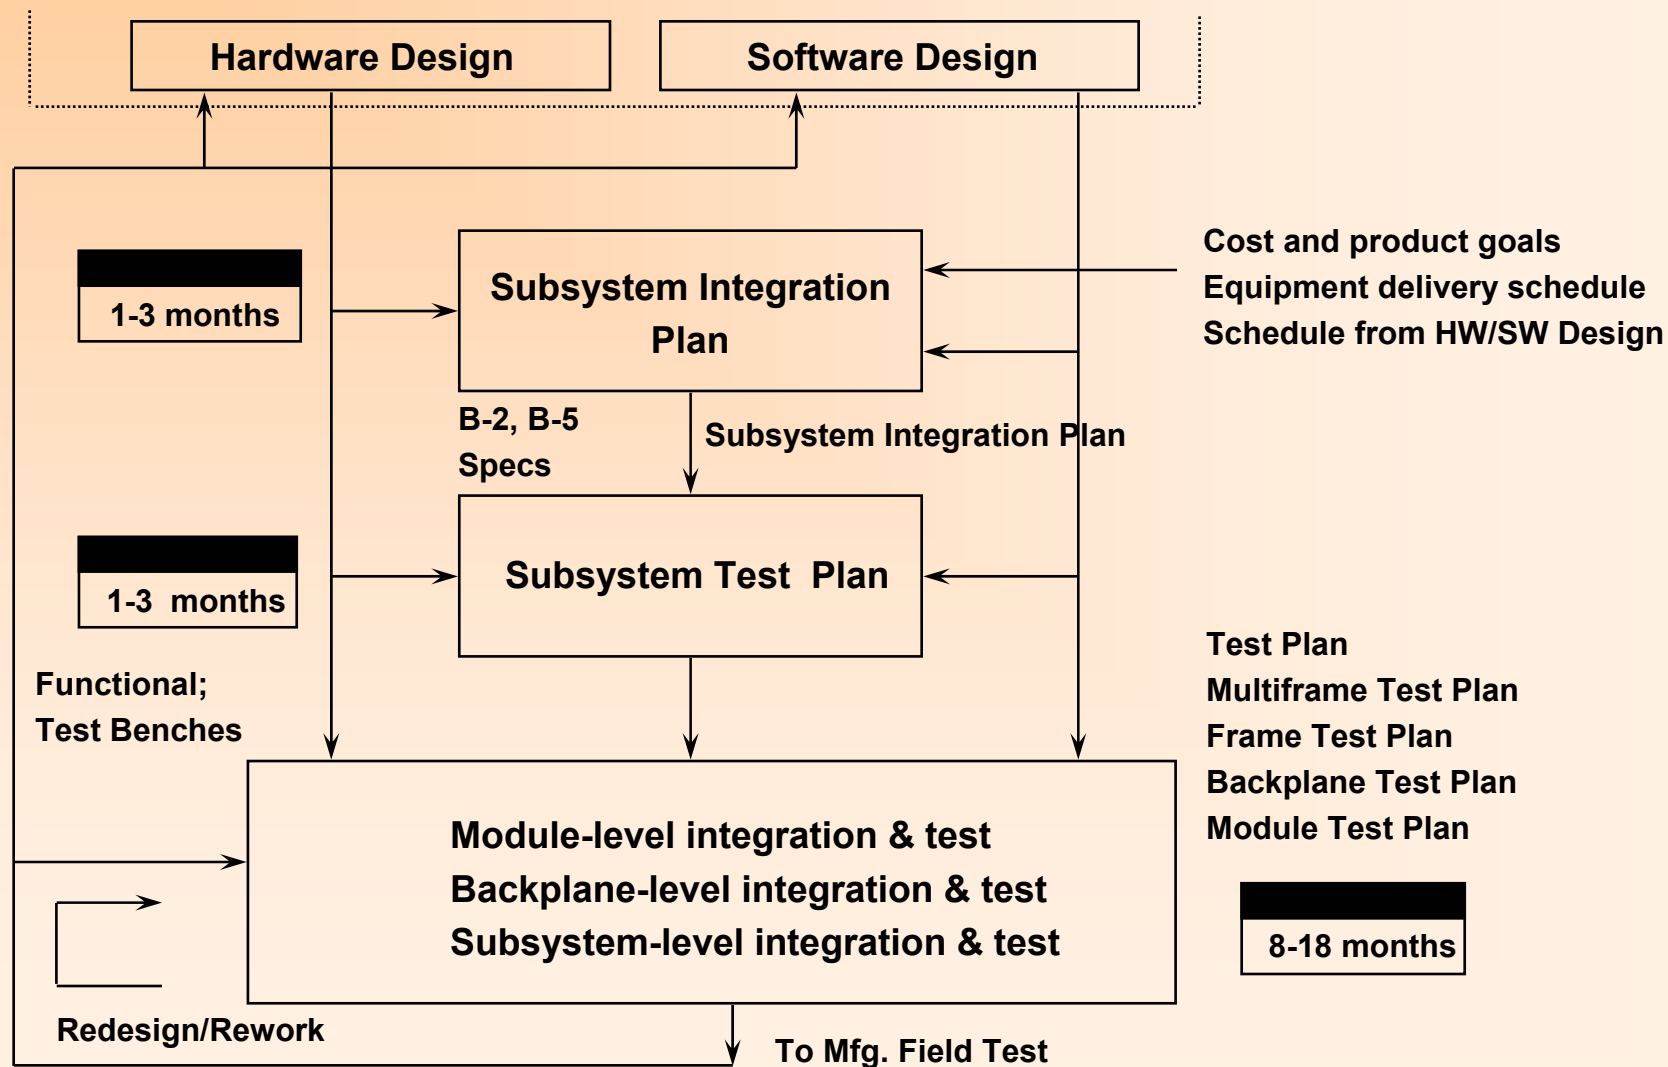 Hardware Design
Software Design
Cost and product goals
Equipment delivery schedule
Schedule from HW/SW Design
1-3 months
Subsystem Integration
Plan
B-2, B-5
Specs
Subsystem Integration Plan
1-3 months
Subsystem Test Plan
Functional;
Test Benches
Test Plan
Multiframe Test Plan
Frame Test Plan
Backplane Test Plan
Module Test Plan
Module-level integration & test
Backplane-level integration & test
Subsystem-level integration & test
8-18 months
Redesign/Rework
To Mfg. Field Test